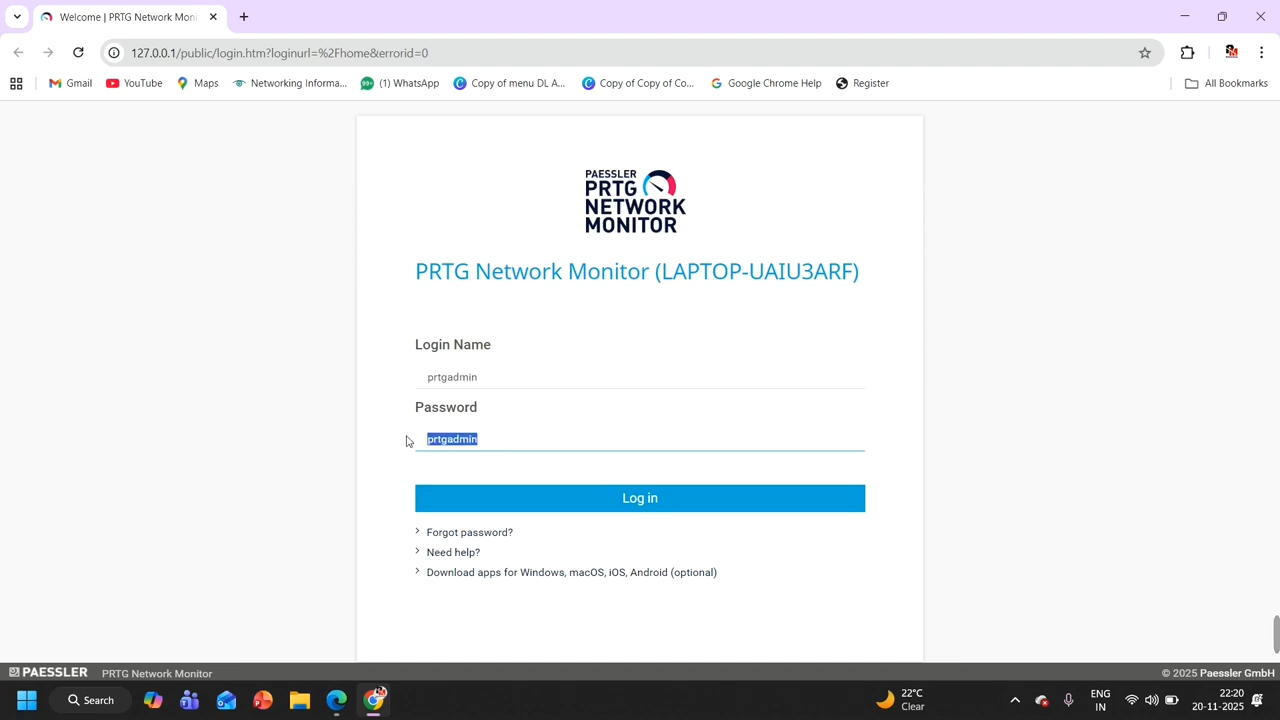 Welcome | PRTG Network Moni
127.0.0.1/public/login.htm?loginurl=%2Fhome&errorid=0
Gmail
YouTube
Maps
Networking Informa...
99+
(1) WhatsApp
Copy of menu DL A...
Copy of Copy of Co...
Google Chrome Help
Register
All Bookmarks
PAESSLER
PRTG
NETWORK
MONITOR
PRTG Network Monitor (LAPTOP-UAIU3ARF)
Login Name
prtgadmin
Password
prtgadmin
Log in
Forgot password?
Need help?
Download apps for Windows, macOS, iOS, Android (optional)
PAESSLER PRTG Network Monitor
© 2025 Paessler GmbH
Search
22°C
Clear
ENG
IN
22:20
20-11-2025